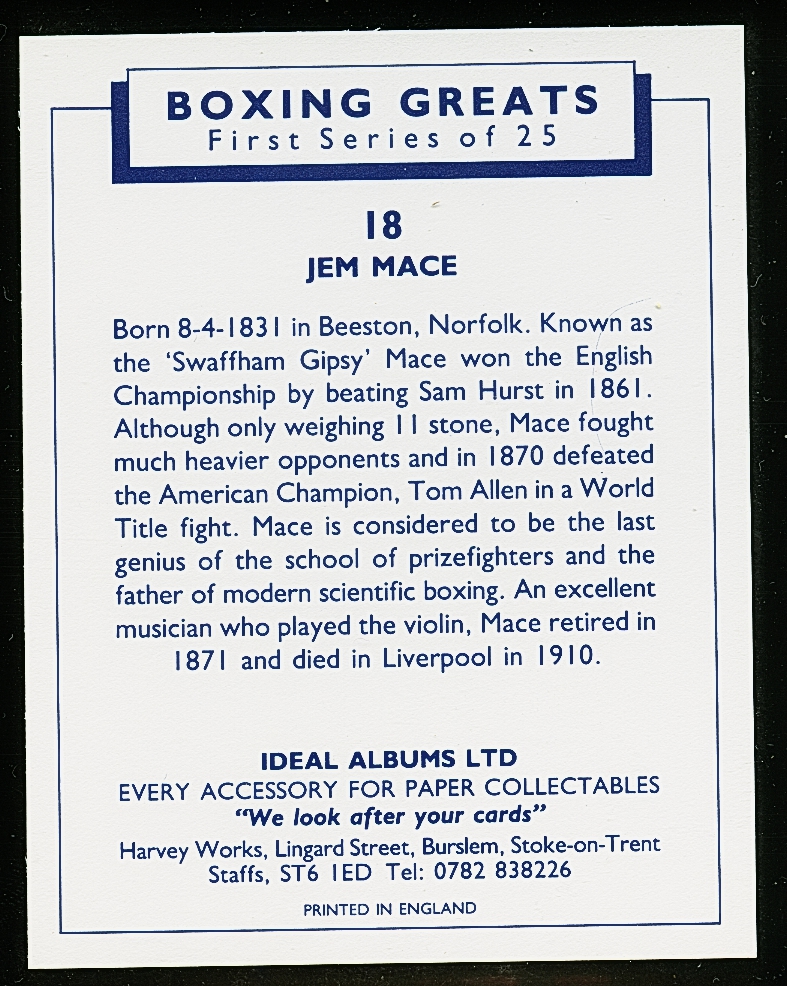 BOXING GREATS
First Series of 25
18
JEM MACE
Born 8-4-1831 in Beeston, Norfolk. Known as
the ‘Swaffham Gipsy’ Mace won the English
Championship by beating Sam Hurst in 1861.
Although only weighing 11 stone, Mace fought
much heavier opponents and in 1870 defeated
the American Champion, Tom Allen in a World
Title fight. Mace is considered to be the last
genius of the school of prizefighters and the
father of modern scientific boxing. An excellent
musician who played the violin, Mace retired in
1871 and died in Liverpool in 1910.
IDEAL ALBUMS LTD
EVERY ACCESSORY FOR PAPER COLLECTABLES
“We look after your cards”
Harvey Works, Lingard Street, Burslem, Stoke-on-Trent
Staffs, ST6 1ED Tel: 0782 838226
PRINTED IN ENGLAND